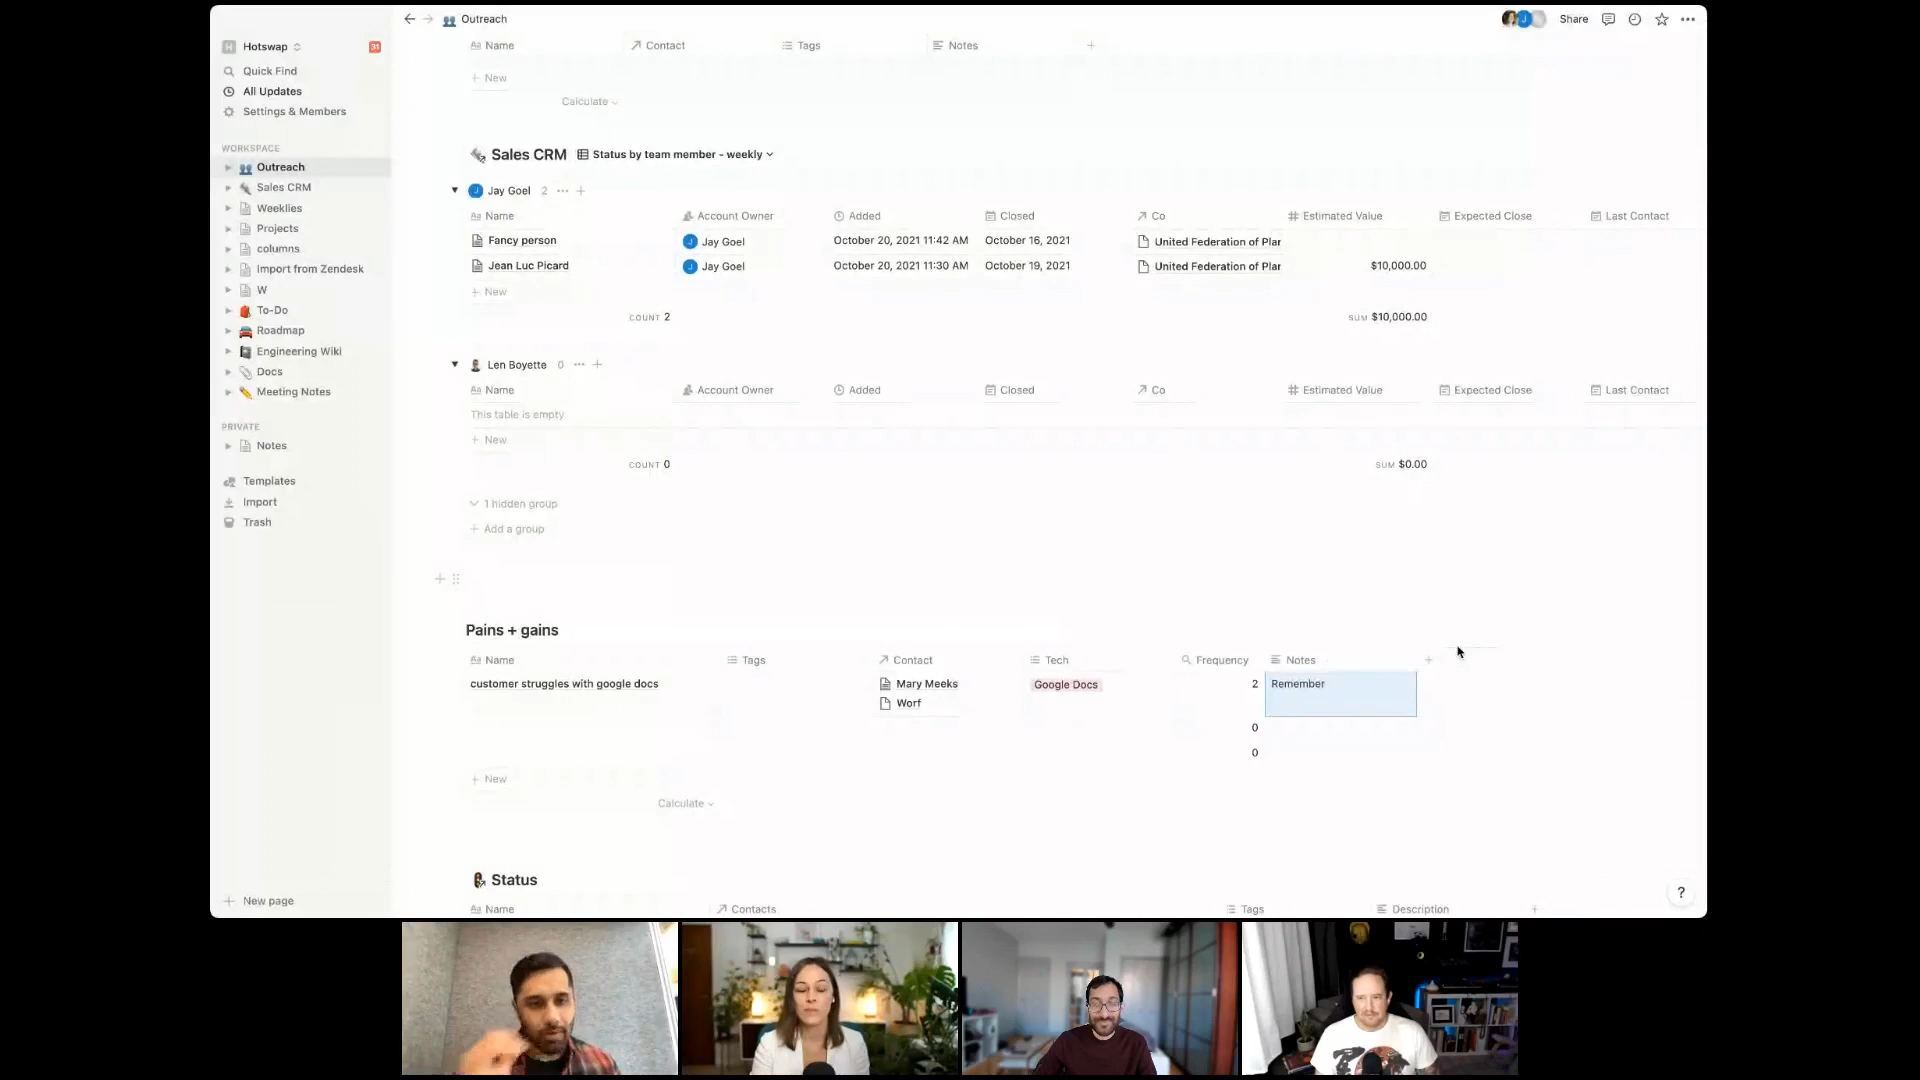 Hotswap
31
Quick Find
All Updates
Settings & Members
WORKSPACE
Outreach
Sales CRM
Weeklies
Projects
columns
Import from Zendesk
W
To-Do
Roadmap
Engineering Wiki
Docs
Meeting Notes
PRIVATE
Notes
Templates
Import
Trash
New page
Outreach
Share
Name Contact Tags Notes
New
Calculate
Sales CRM Status by team member - weekly
Jay Goel 2
Name Account Owner Added Closed Co Estimated Value Expected Close Last Contact
Fancy person Jay Goel October 20, 2021 11:42 AM October 16, 2021 United Federation of Plar
Jean Luc Picard Jay Goel October 20, 2021 11:30 AM October 19, 2021 United Federation of Plar $10,000.00
New
COUNT 2 SUM $10,000.00
Len Boyette 0
Name Account Owner Added Closed Co Estimated Value Expected Close Last Contact
This table is empty
New
COUNT 0 SUM $0.00
1 hidden group
Add a group
Pains + gains
Name Tags Contact Tech Frequency Notes
customer struggles with google docs Mary Meeks Google Docs 2 Remember
Worf
0
0
New
Calculate
Status
Name Contacts Tags Description
?